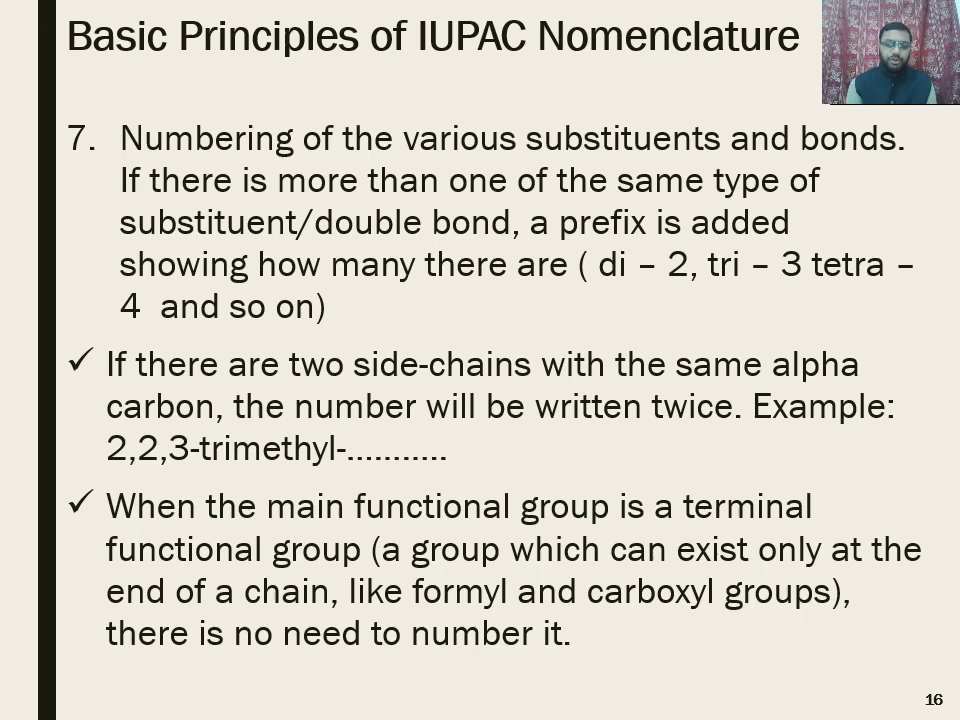 Basic Principles of IUPAC Nomenclature
7. Numbering of the various substituents and bonds.
If there is more than one of the same type of
substituent/double bond, a prefix is added
showing how many there are ( di – 2, tri – 3 tetra –
4 and so on)
✓ If there are two side-chains with the same alpha
carbon, the number will be written twice. Example:
2,2,3-trimethyl-...........
✓ When the main functional group is a terminal
functional group (a group which can exist only at the
end of a chain, like formyl and carboxyl groups),
there is no need to number it.
16